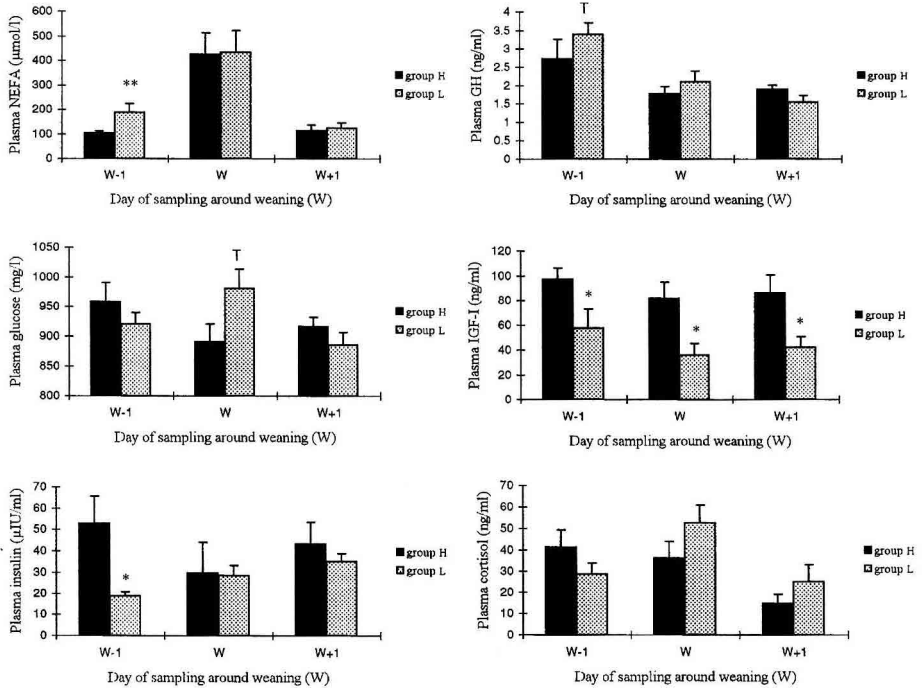 600
500
400
300
200
100
0
Plasma NEFA (µmol/l)
**
group H
group L
W-1 W W+1
Day of sampling around weaning (W)
4
3.5
3
2.5
2
1.5
1
0.5
0
Plasma GH (ng/ml)
T
group H
group L
W-1 W W+1
Day of sampling around weaning (W)
1050
1000
950
900
850
800
Plasma glucose (mg/l)
T
group H
group L
W-1 W W+1
Day of sampling around weaning (W)
120
100
80
60
40
20
0
Plasma IGF-I (ng/ml)
* * *
group H
group L
W-1 W W+1
Day of sampling around weaning (W)
70
60
50
40
30
20
10
0
Plasma insulin (µIU/ml)
*
group H
group L
W-1 W W+1
Day of sampling around weaning (W)
70
60
50
40
30
20
10
0
Plasma cortisol (ng/ml)
group H
group L
W-1 W W+1
Day of sampling around weaning (W)